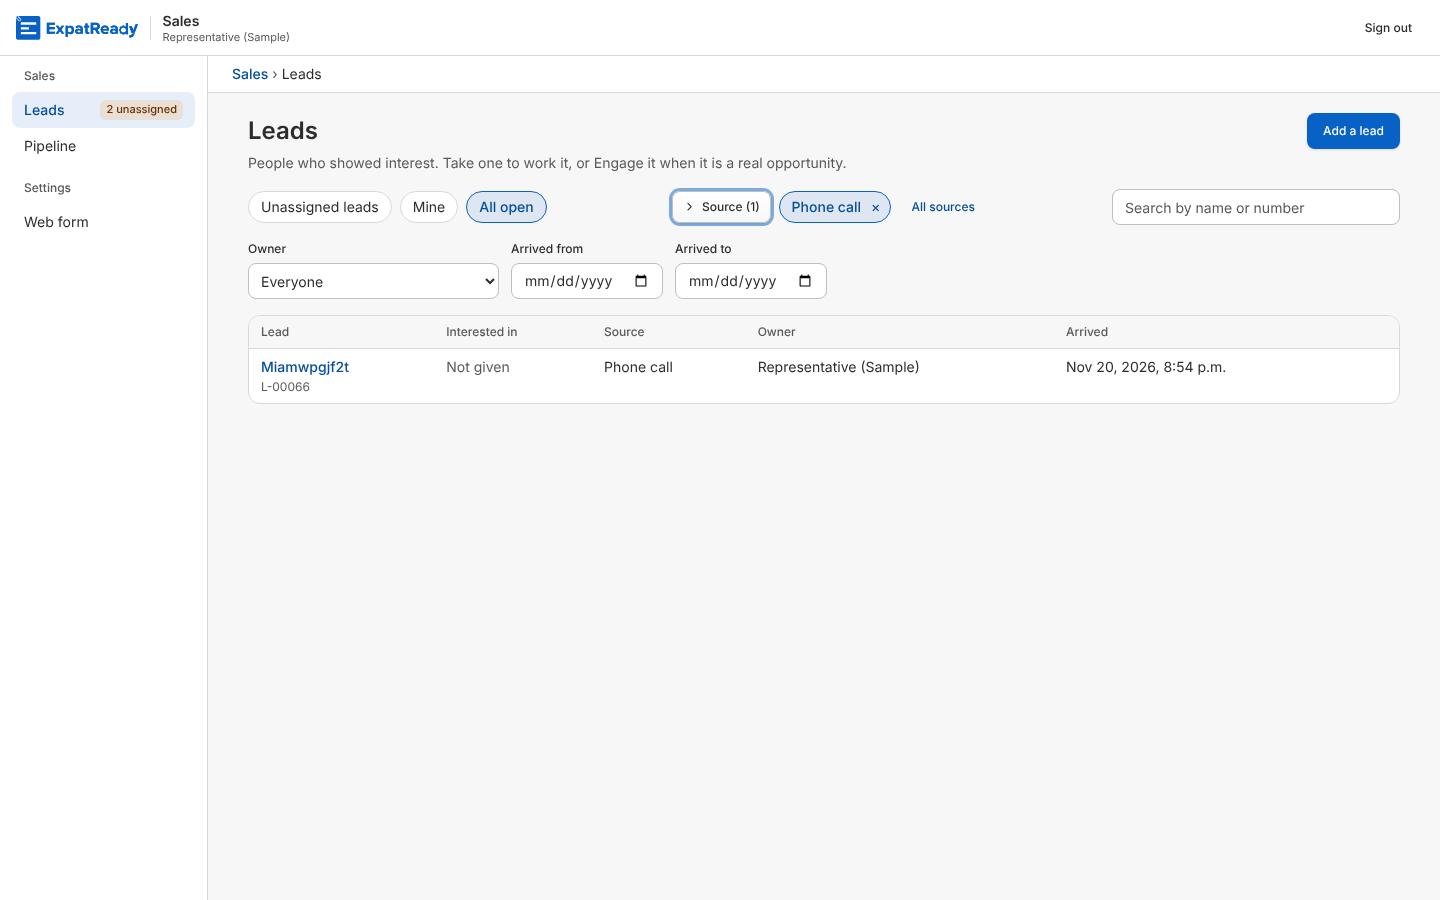 ExpatReady
Sales
Representative (Sample)
Sign out
Sales
Leads
2 unassigned
Pipeline
Settings
Web form
Sales › Leads
Leads
Add a lead
People who showed interest. Take one to work it, or Engage it when it is a real opportunity.
Unassigned leads
Mine
All open
Source (1)
Phone call ×
All sources
Search by name or number
Owner
Arrived from
Arrived to
Everyone
mm/dd/yyyy
mm/dd/yyyy
Lead
Interested in
Source
Owner
Arrived
Miamwpgjf2t
Not given
Phone call
Representative (Sample)
Nov 20, 2026, 8:54 p.m.
L-00066